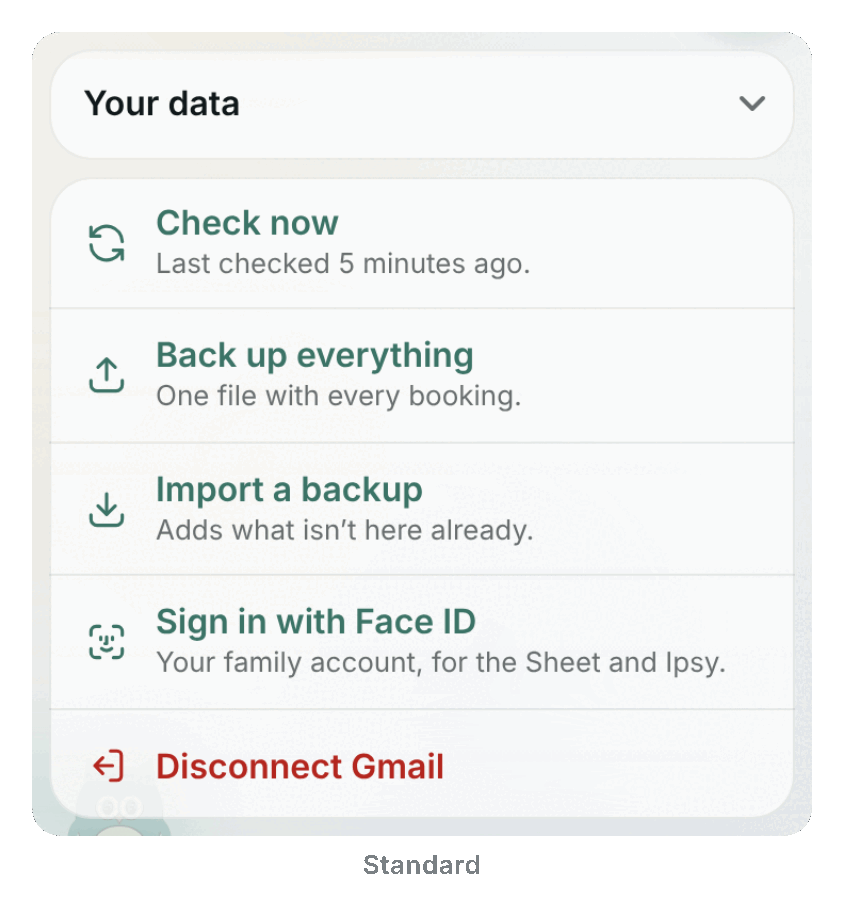 Your data
Check now
Last checked 5 minutes ago.
Back up everything
One file with every booking.
Import a backup
Adds what isn’t here already.
Sign in with Face ID
Your family account, for the Sheet and Ipsy.
Disconnect Gmail
Standard